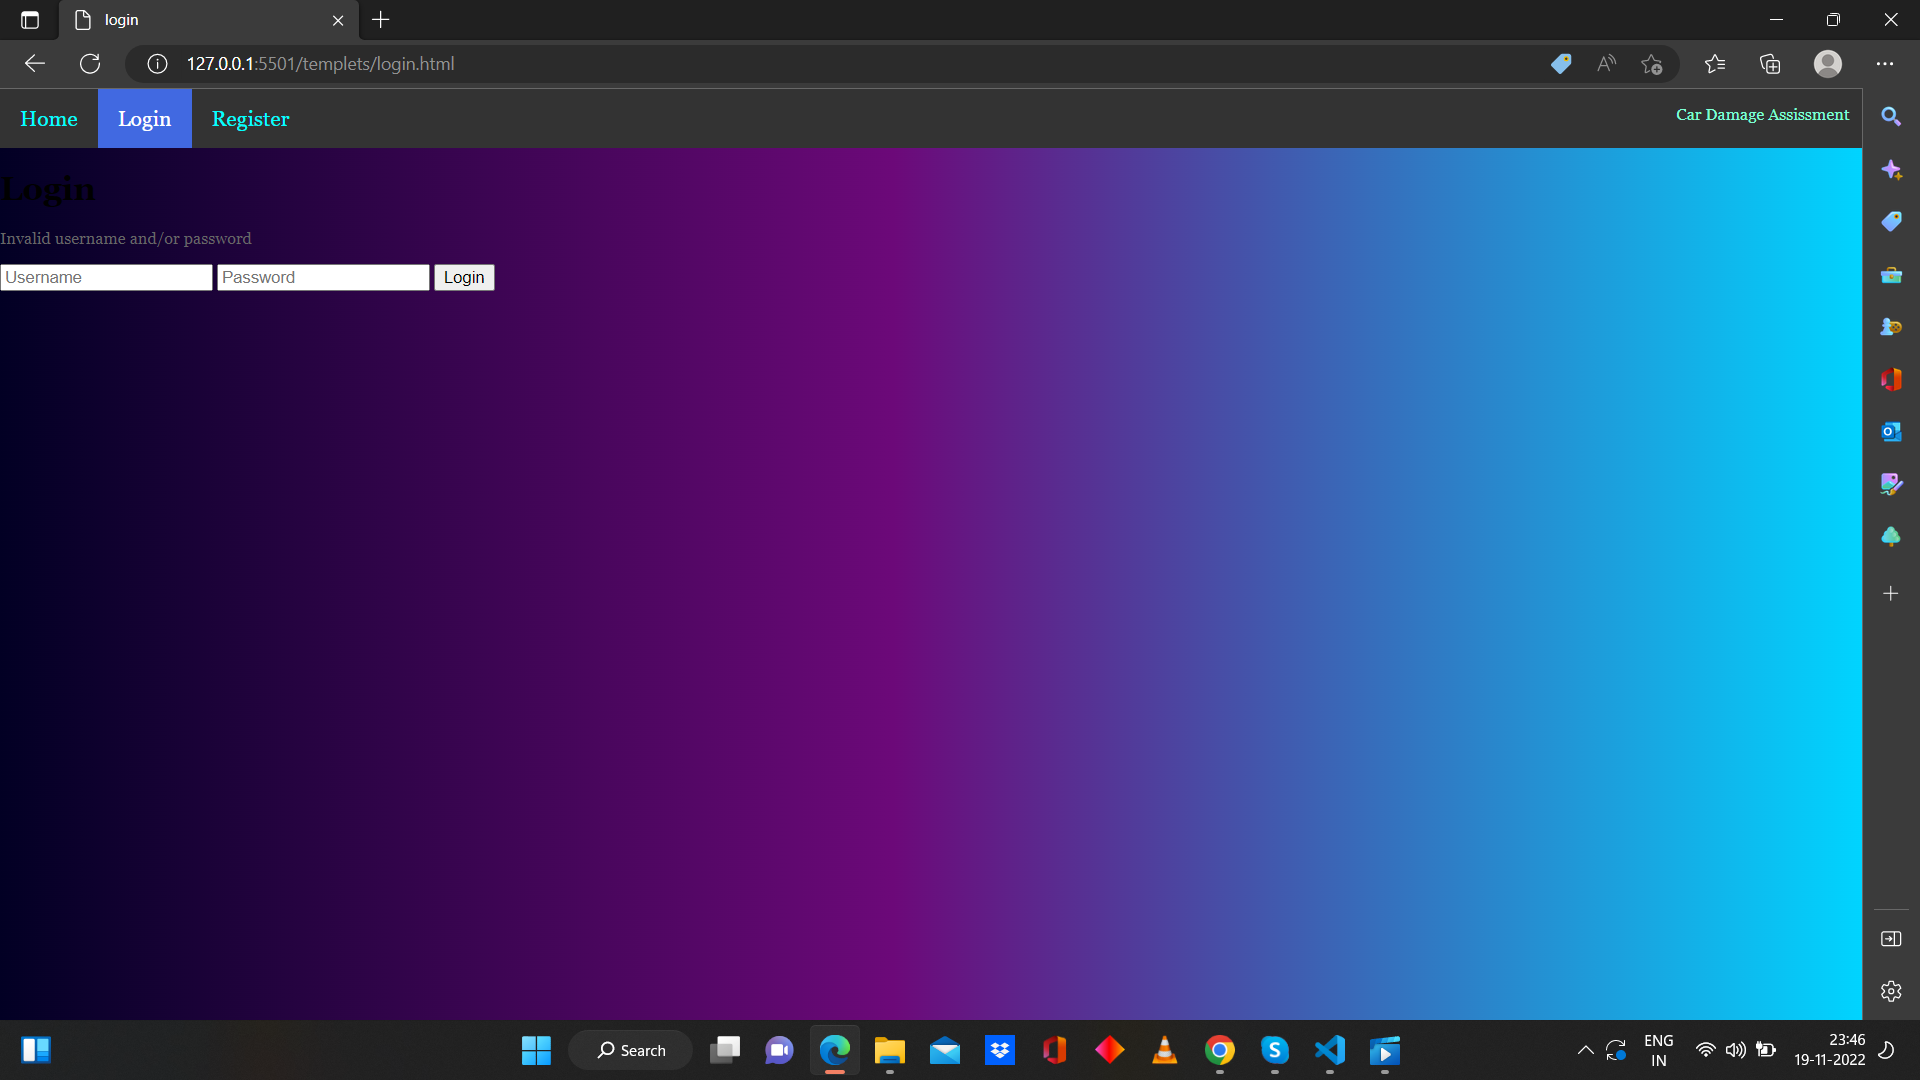 login
127.0.0.1:5501/templets/login.html
Home
Login
Register
Car Damage Assissment
Login
Invalid username and/or password
Username
Password
Login
Search
ENG
IN
23:46
19-11-2022